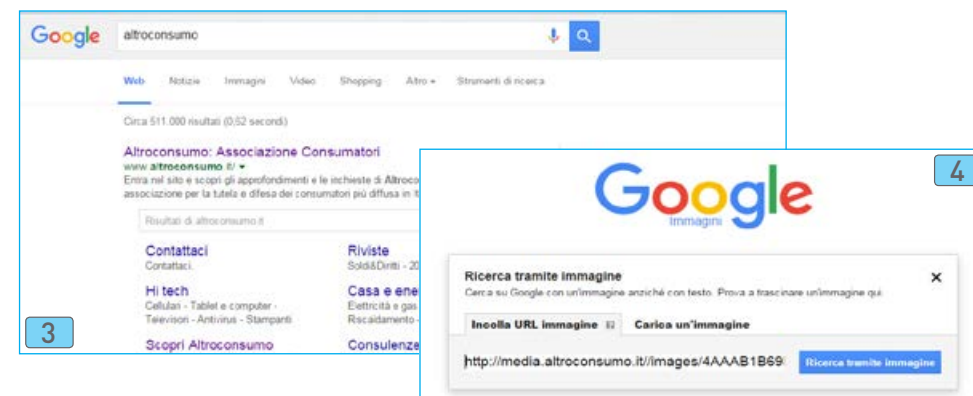 Google altroconsumo
Web Notizie Immagini Video Shopping Altro Strumenti di ricerca
Circa 511.000 risultati (0,52 secondi)
Altroconsumo: Associazione Consumatori
www.altroconsumo.it/
Entra nel sito e scopri gli approfondimenti e le inchieste di Altroco
associazione per la tutela e difesa dei consumatori più diffusa in It
Risultati di altroconsumo.it
Contattaci Riviste
Contattaci. Soldi&Diritti - 20
Hi tech Casa e ene
Cellulari - Tablet e computer - Elettricità e gas
Televisori - Antivirus - Stampanti Riscaldamento -
Scopri Altroconsumo Consulenze
3
4
Google
Immagini
Ricerca tramite immagine
Cerca su Google con un'immagine anziché con testo. Prova a trascinare un'immagine qui.
Incolla URL immagine Carica un'immagine
http://media.altroconsumo.it//images/4AAAB1B69 Ricerca tramite immagine